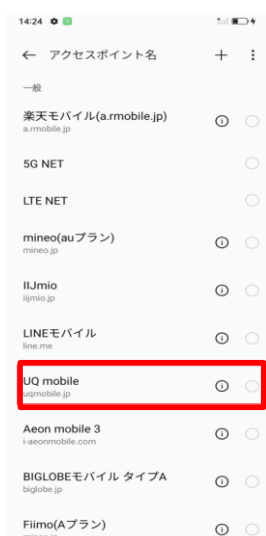 14:24
アクセスポイント名
一般
楽天モバイル(a.rmobile.jp)
a.rmobile.jp
5G NET
LTE NET
mineo(auプラン)
mineo.jp
IIJmio
iijmio.jp
LINEモバイル
line.me
UQ mobile
uqmobile.jp
Aeon mobile 3
i-aeonmobile.com
BIGLOBEモバイル タイプA
biglobe.jp
Fiimo(Aプラン)